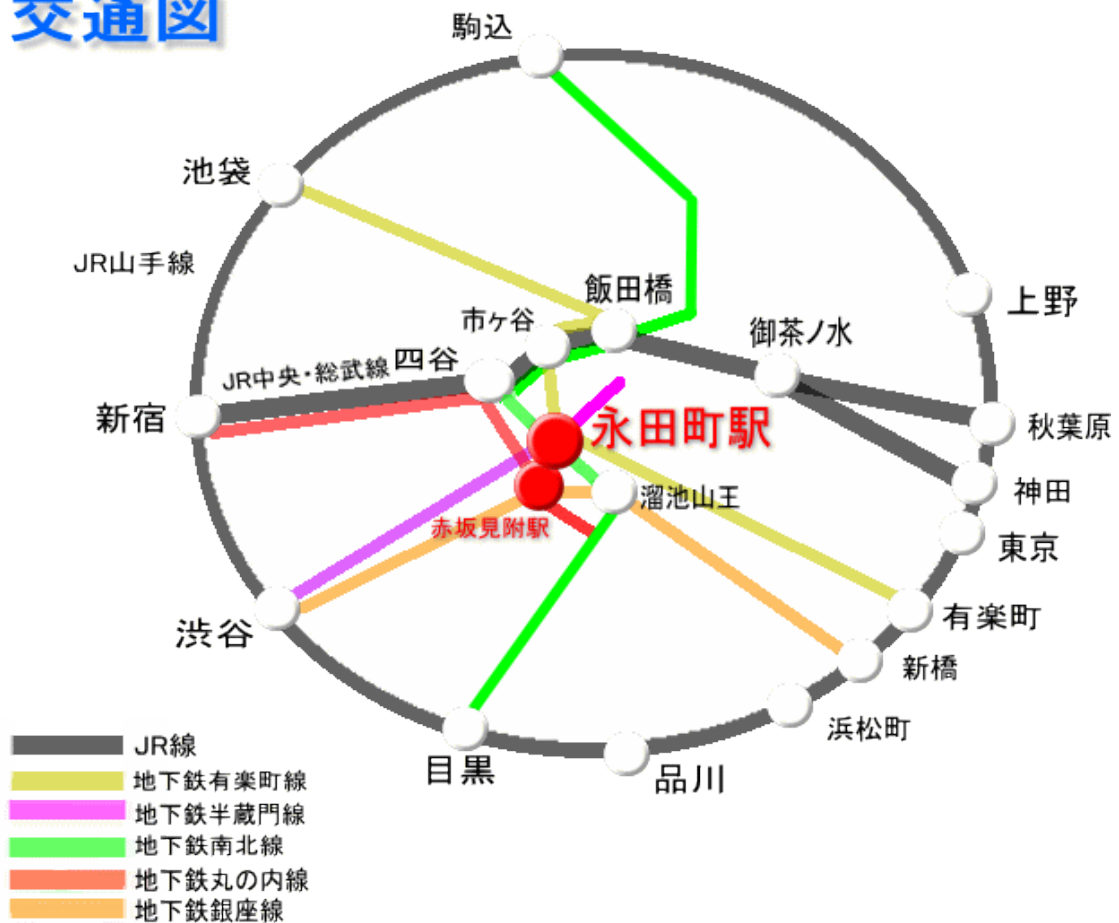 交通図
駒込
池袋
JR山手線
飯田橋
上野
市ヶ谷
御茶ノ水
四谷
JR中央・総武線
新宿
永田町駅
秋葉原
溜池山王
神田
赤坂見附駅
東京
有楽町
渋谷
新橋
浜松町
目黒
品川
JR線
地下鉄有楽町線
地下鉄半蔵門線
地下鉄南北線
地下鉄丸の内線
地下鉄銀座線